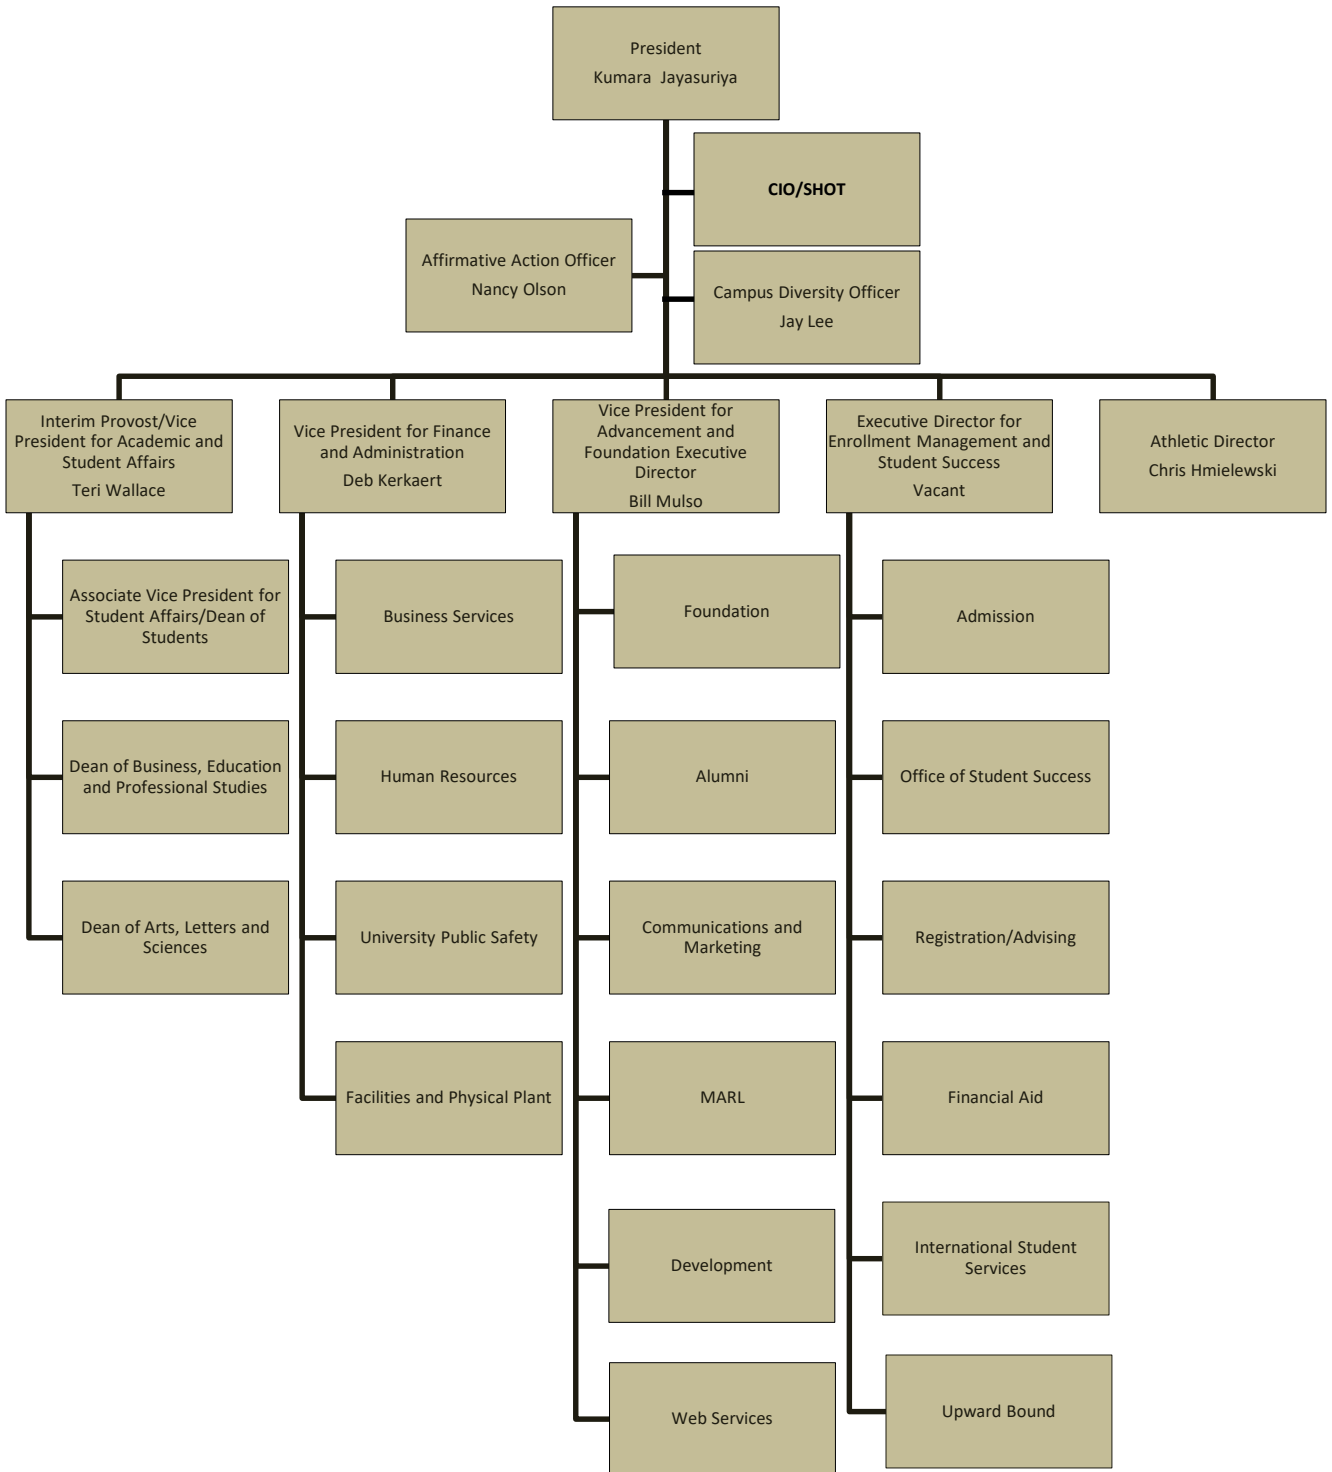 President
Kumara Jayasuriya
CIO/SHOT
Affirmative Action Officer
Nancy Olson
Campus Diversity Officer
Jay Lee
Interim Provost/Vice
President for Academic and
Student Affairs
Teri Wallace
Vice President for Finance
and Administration
Deb Kerkaert
Vice President for
Advancement and
Foundation Executive
Director
Bill Mulso
Executive Director for
Enrollment Management and
Student Success
Vacant
Athletic Director
Chris Hmielewski
Associate Vice President for
Student Affairs/Dean of
Students
Dean of Business, Education
and Professional Studies
Dean of Arts, Letters and
Sciences
Business Services
Human Resources
University Public Safety
Facilities and Physical Plant
Foundation
Alumni
Communications and
Marketing
MARL
Development
Web Services
Admission
Office of Student Success
Registration/Advising
Financial Aid
International Student
Services
Upward Bound